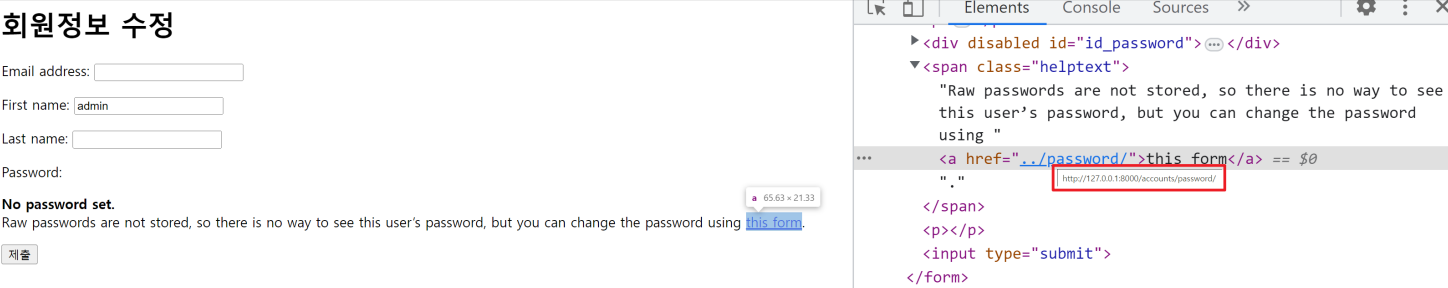 회원정보 수정
Email address:
First name: admin
Last name:
Password:
No password set.
Raw passwords are not stored, so there is no way to see this user’s password, but you can change the password using this form.
제출
a 65.63 × 21.33
Elements Console Sources »
<div disabled id="id_password"> … </div>
<span class="helptext">
"Raw passwords are not stored, so there is no way to see
this user’s password, but you can change the password
using "
<a href="../password/">this form</a> == $0
http://127.0.0.1:8000/accounts/password/
"."
</span>
<p></p>
<input type="submit">
</form>